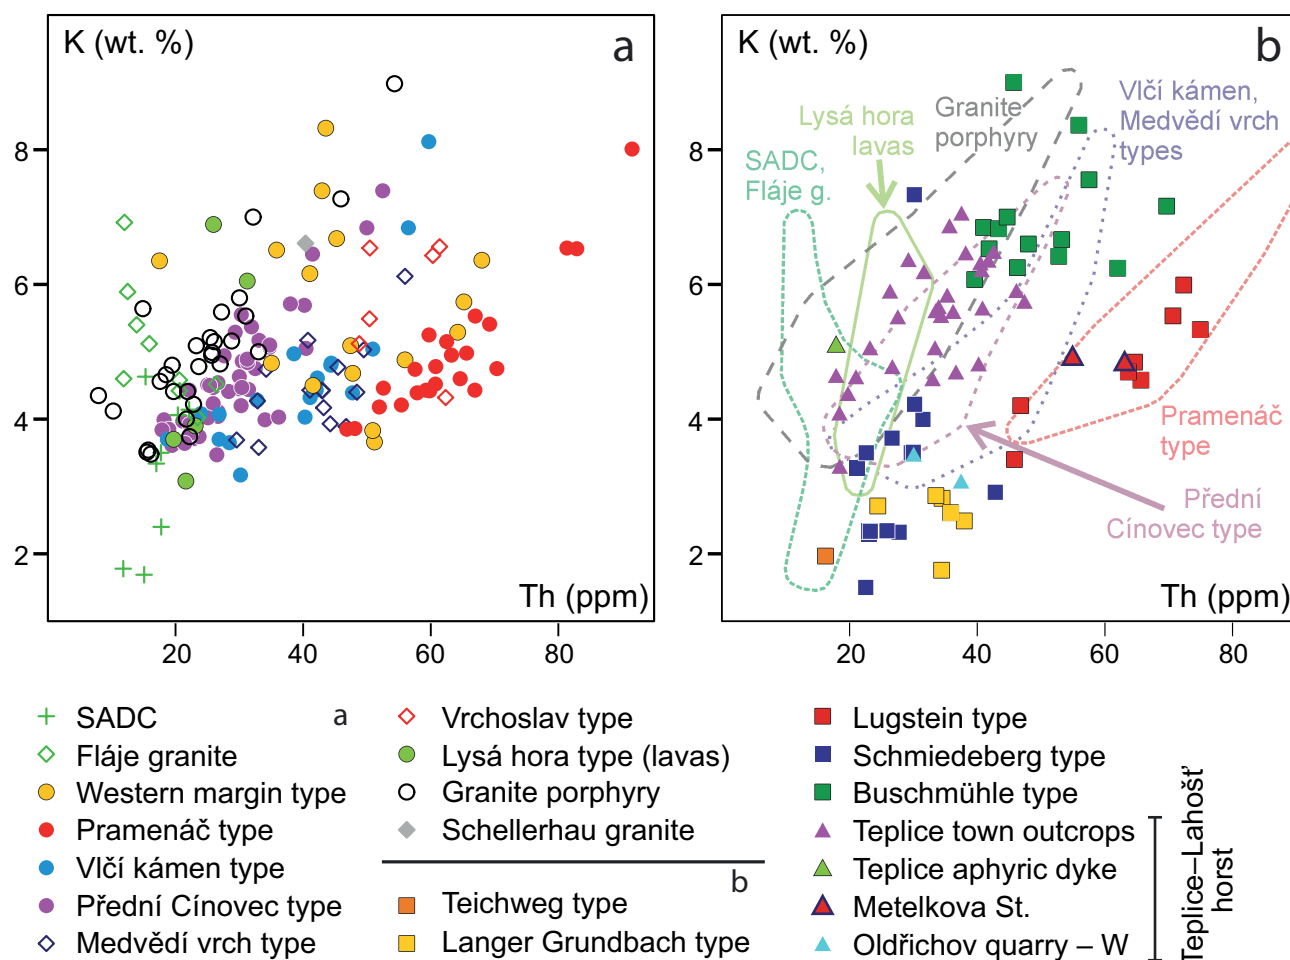 K (wt. %)
a
8
6
4
2
Th (ppm)
20
40
60
80
K (wt. %)
b
Granite
porphyry
Vlčí kámen,
Medvědí vrch
types
Lysá hora
lavas
SADC,
Fláje g.
8
6
4
2
Pramenáč
type
Přední
Cínovec type
Th (ppm)
20
40
60
80
SADC
a
Fláje granite
Western margin type
Pramenáč type
Vlčí kámen type
Přední Cínovec type
Medvědí vrch type
Vrchoslav type
Lysá hora type (lavas)
Granite porphyry
Schellerhau granite
b
Teichweg type
Langer Grundbach type
Lugstein type
Schmiedeberg type
Buschmühle type
Teplice town outcrops
Teplice aphyric dyke
Metelkova St.
Oldřichov quarry – W
Teplice–Lahošť
horst